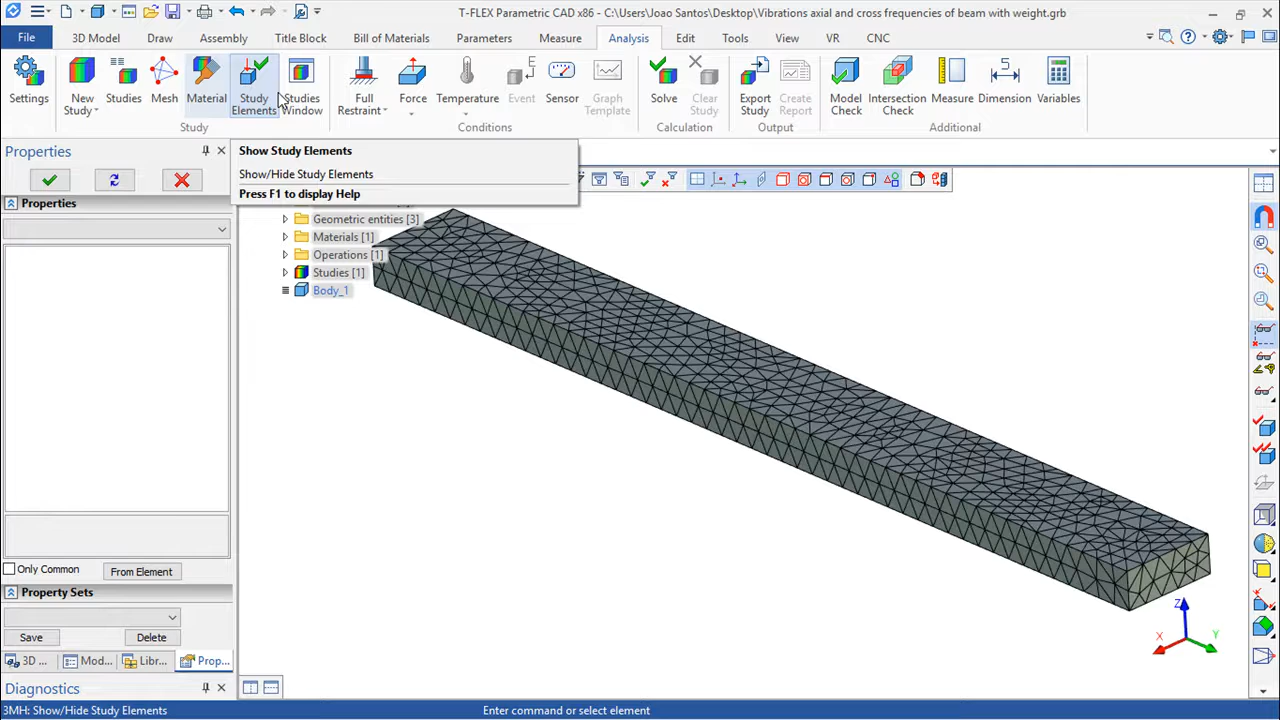 T-FLEX Parametric CAD x86 - C:\Users\Joao Santos\Desktop\Vibrations axial and cross frequencies of beam with weight.grb
File
3D Model
Draw
Assembly
Title Block
Bill of Materials
Parameters
Measure
Analysis
Edit
Tools
View
VR
CNC
Settings
New Study
Studies
Mesh
Material
Study Elements
Studies Window
Full Restraint
Force
Temperature
Event
Sensor
Graph Template
Solve
Clear Study
Export Study
Create Report
Model Check
Intersection Check
Measure
Dimension
Variables
Study
Conditions
Calculation
Output
Additional
Show Study Elements
Show/Hide Study Elements
Press F1 to display Help
Properties
Properties
Geometric entities [3]
Materials [1]
Operations [1]
Studies [1]
Body_1
Only Common
From Element
Property Sets
Save
Delete
3D ...
Mod...
Libr...
Prop...
Diagnostics
Z
X
Y
3MH: Show/Hide Study Elements
Enter command or select element